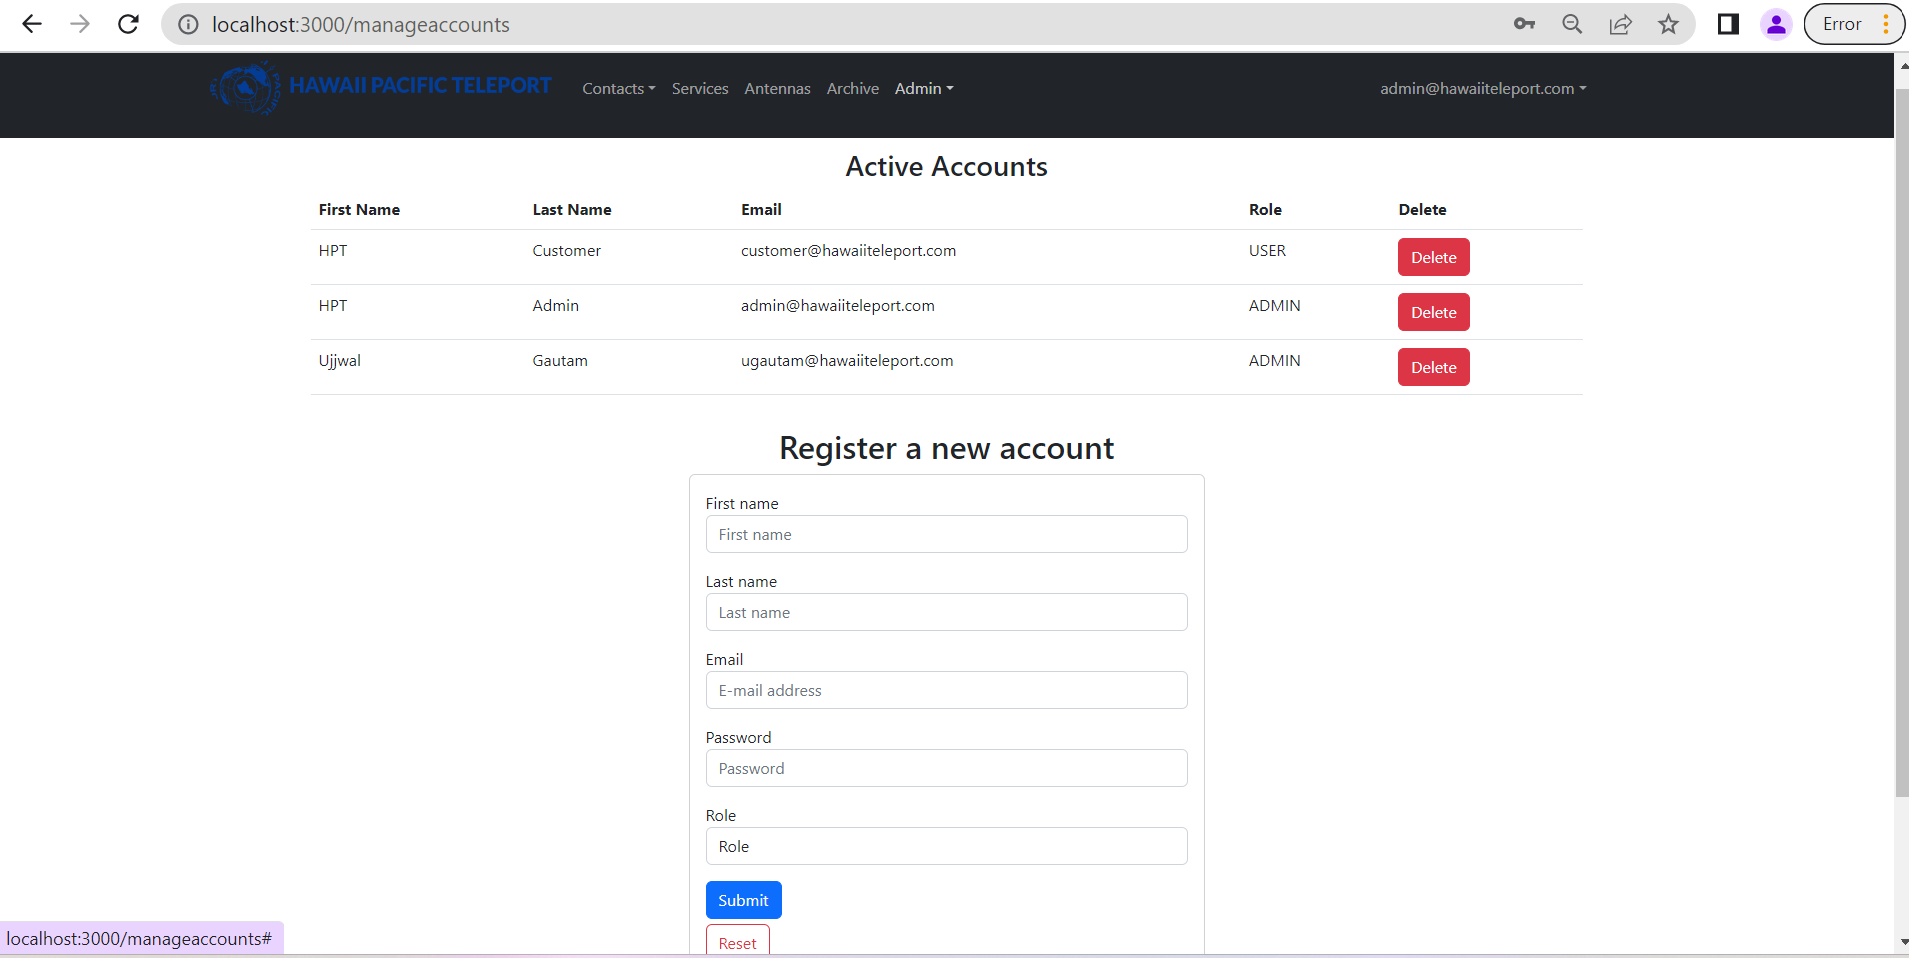 localhost:3000/manageaccounts
Error
HAWAII PACIFIC TELEPORT
Contacts Services Antennas Archive Admin admin@hawaiiteleport.com
Active Accounts
First Name Last Name Email Role Delete
HPT Customer customer@hawaiiteleport.com USER Delete
HPT Admin admin@hawaiiteleport.com ADMIN Delete
Ujjwal Gautam ugautam@hawaiiteleport.com ADMIN Delete
Register a new account
First name
First name
Last name
Last name
Email
E-mail address
Password
Password
Role
Role
Submit
Reset
localhost:3000/manageaccounts#